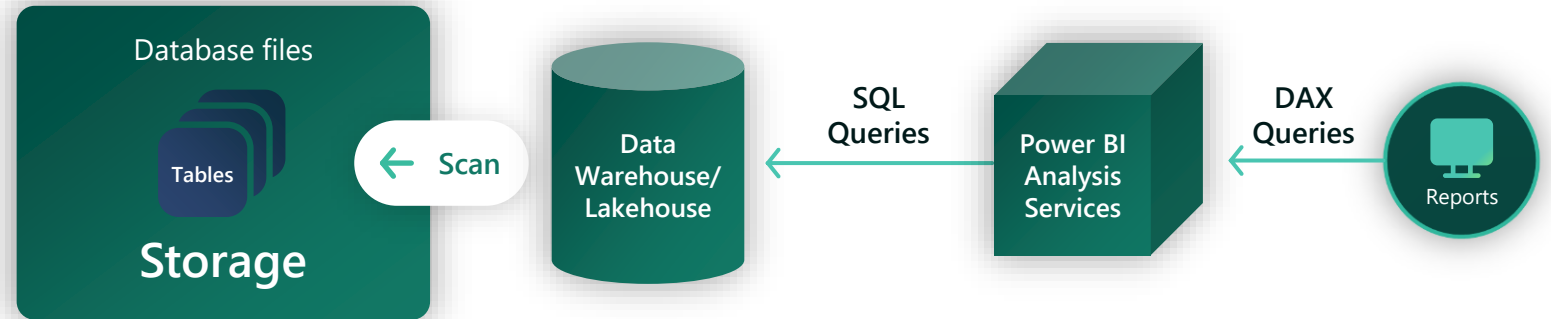 Database files
Tables
Storage
Scan
Data
Warehouse/
Lakehouse
SQL
Queries
Power BI
Analysis
Services
DAX
Queries
Reports